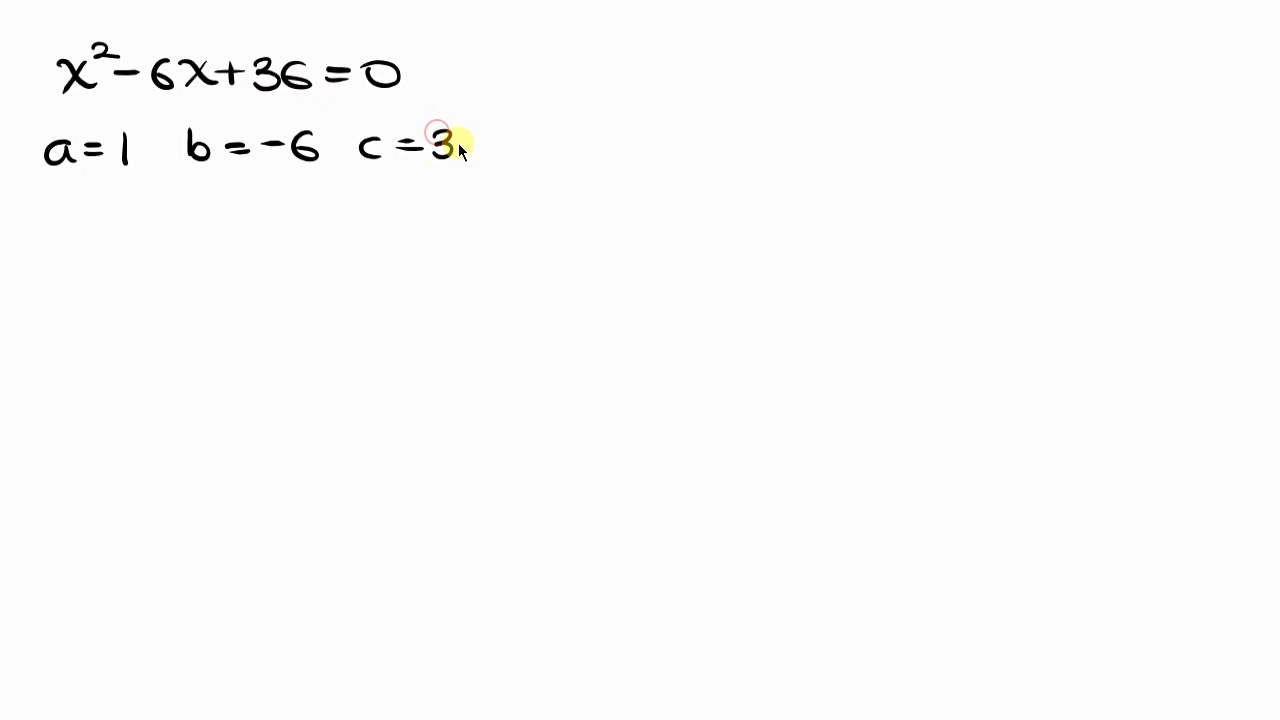 x² - 6x + 36 = 0
a = 1 b = -6 c = 3